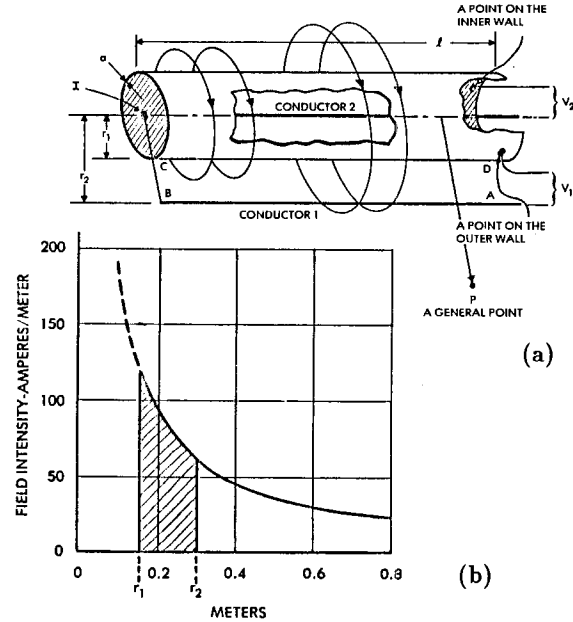 A POINT ON THE
INNER WALL
ℓ
a
I
CONDUCTOR 2
V₂
r₁
r₂
C
B
D
A
V₁
CONDUCTOR 1
A POINT ON THE
OUTER WALL
P
A GENERAL POINT
(a)
FIELD INTENSITY-AMPERES/METER
200
150
100
50
0
0
0.2
0.4
0.6
0.8
r₁
r₂
METERS
(b)